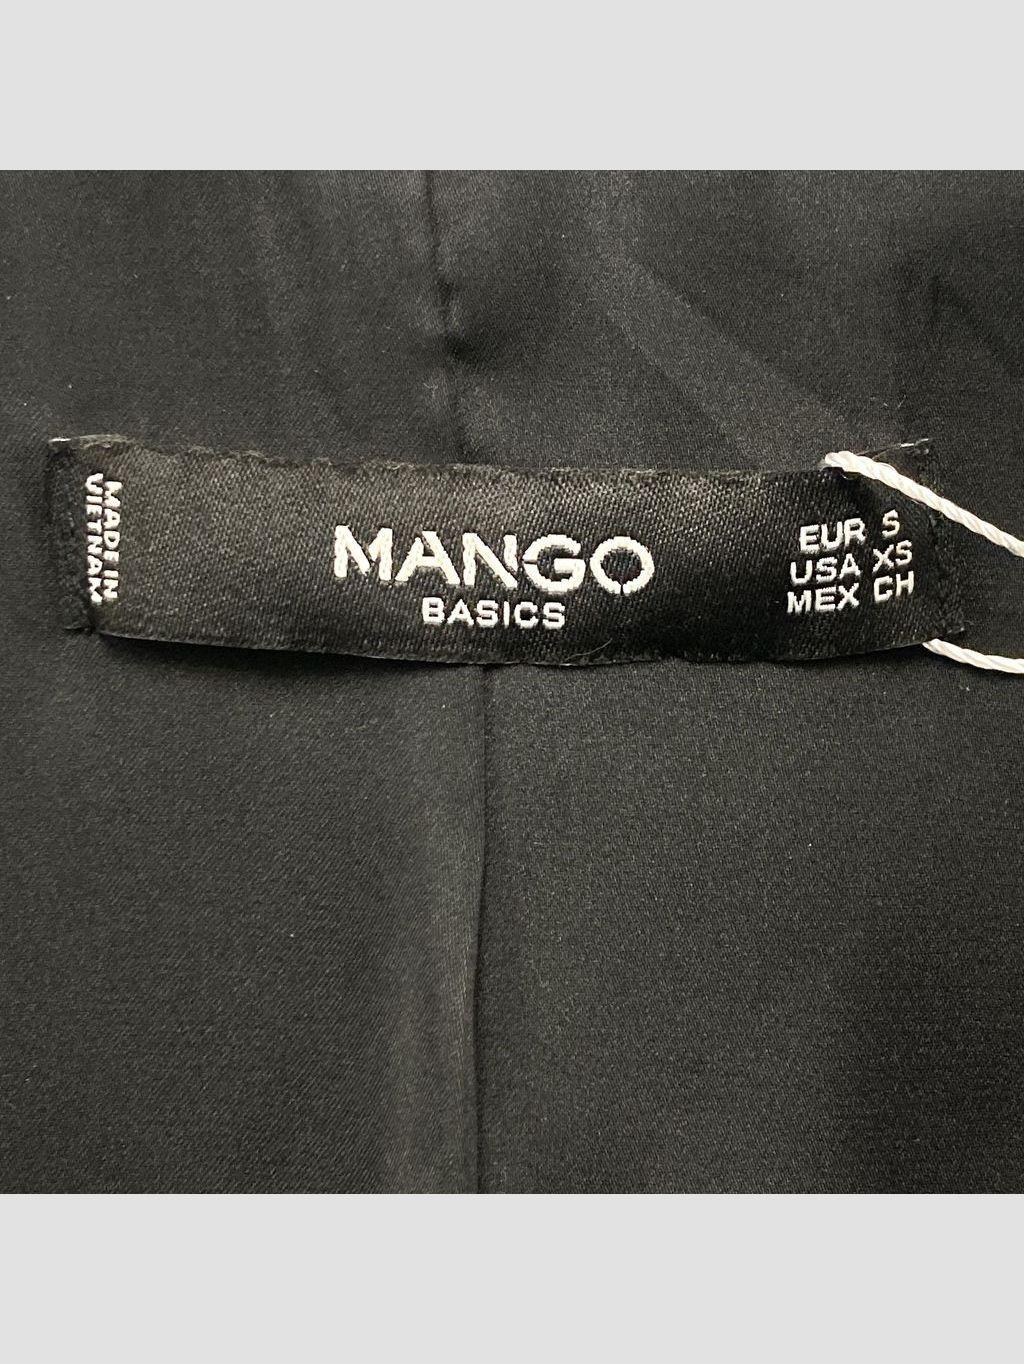 MADE IN
VIETNAM
MANGO
BASICS
EUR S
USA XS
MEX CH